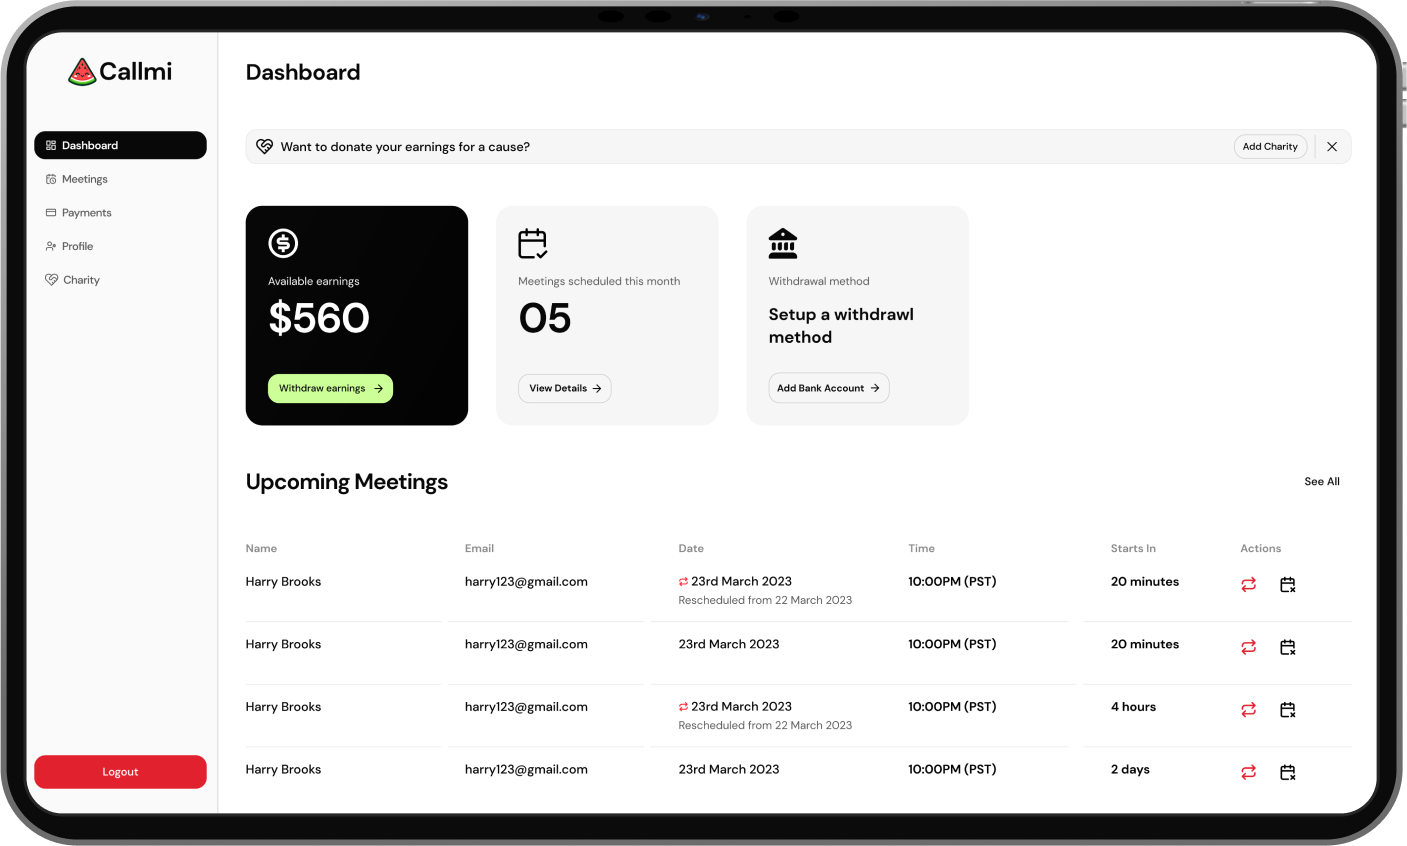 Callmi
Dashboard
Meetings
Payments
Profile
Charity
Logout
Dashboard
Want to donate your earnings for a cause?
Add Charity
Available earnings
$560
Withdraw earnings
Meetings scheduled this month
05
View Details
Withdrawal method
Setup a withdrawl
method
Add Bank Account
Upcoming Meetings
See All
Name Email Date Time Starts In Actions
Harry Brooks harry123@gmail.com 23rd March 2023 10:00PM (PST) 20 minutes
Rescheduled from 22 March 2023
Harry Brooks harry123@gmail.com 23rd March 2023 10:00PM (PST) 20 minutes
Harry Brooks harry123@gmail.com 23rd March 2023 10:00PM (PST) 4 hours
Rescheduled from 22 March 2023
Harry Brooks harry123@gmail.com 23rd March 2023 10:00PM (PST) 2 days